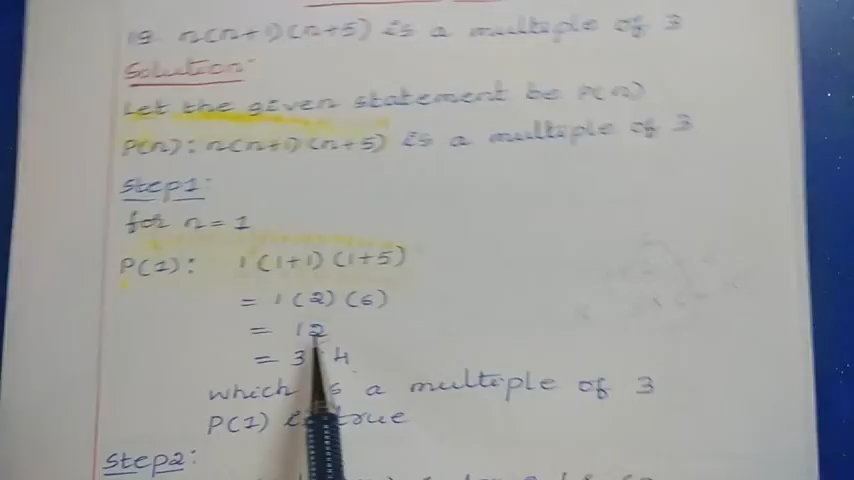 19. n(n+1)(n+5) is a multiple of 3
Solution:
Let the given statement be P(n)
P(n): n(n+1)(n+5) is a multiple of 3
Step1:
for n=1
P(1): 1(1+1)(1+5)
= 1(2)(6)
= 12
= 3 4
which is a multiple of 3
P(1) is true
Step2: